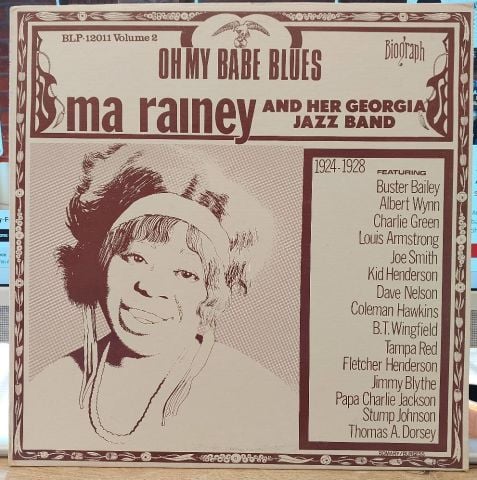 BLP-12011 Volume 2
OH MY BABE BLUES
Biograph
ma rainey AND HER GEORGIA
JAZZ BAND
1924-1928
FEATURING
Buster Bailey
Albert Wynn
Charlie Green
Louis Armstrong
Joe Smith
Kid Henderson
Dave Nelson
Coleman Hawkins
B.T. Wingfield
Tampa Red
Fletcher Henderson
Jimmy Blythe
Papa Charlie Jackson
Stump Johnson
Thomas A. Dorsey